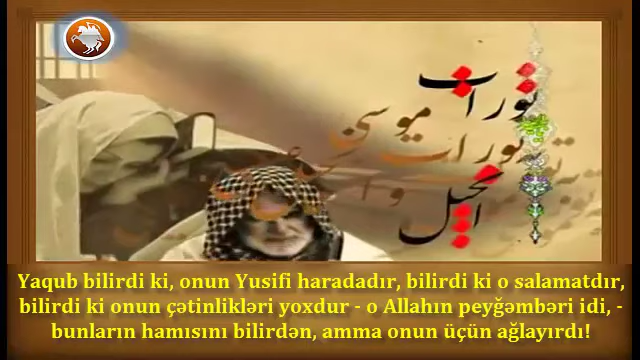 تورات
موسی
تورات
و انجیل
Yaqub bilirdi ki, onun Yusifi haradadır, bilirdi ki o salamatdır,
bilirdi ki onun çətinlikləri yoxdur - o Allahın peyğəmbəri idi, -
bunların hamısını bilirdən, amma onun üçün ağlayırdı!